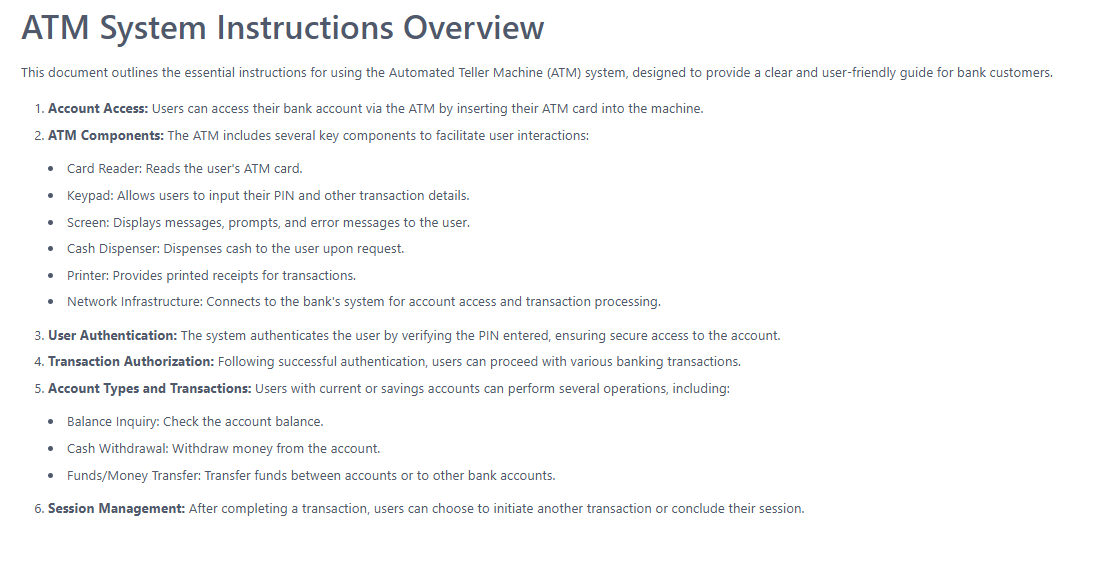 ATM System Instructions Overview
This document outlines the essential instructions for using the Automated Teller Machine (ATM) system, designed to provide a clear and user-friendly guide for bank customers.
1. Account Access: Users can access their bank account via the ATM by inserting their ATM card into the machine.
2. ATM Components: The ATM includes several key components to facilitate user interactions:
• Card Reader: Reads the user's ATM card.
• Keypad: Allows users to input their PIN and other transaction details.
• Screen: Displays messages, prompts, and error messages to the user.
• Cash Dispenser: Dispenses cash to the user upon request.
• Printer: Provides printed receipts for transactions.
• Network Infrastructure: Connects to the bank's system for account access and transaction processing.
3. User Authentication: The system authenticates the user by verifying the PIN entered, ensuring secure access to the account.
4. Transaction Authorization: Following successful authentication, users can proceed with various banking transactions.
5. Account Types and Transactions: Users with current or savings accounts can perform several operations, including:
• Balance Inquiry: Check the account balance.
• Cash Withdrawal: Withdraw money from the account.
• Funds/Money Transfer: Transfer funds between accounts or to other bank accounts.
6. Session Management: After completing a transaction, users can choose to initiate another transaction or conclude their session.